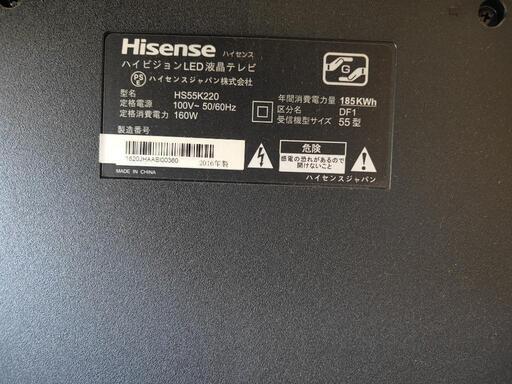 Hisense ハイセンス
ハイビジョンLED液晶テレビ
PSE ハイセンスジャパン株式会社
G
型名 HS55K220
定格電源 100V～50/60Hz
定格消費電力 160W
年間消費電力量 185KWh
区分名 DF1
受信機型サイズ 55型
製造番号
2016年製
MADE IN CHINA
危険
感電の恐れがあるので
開けないこと
ハイセンスジャパン